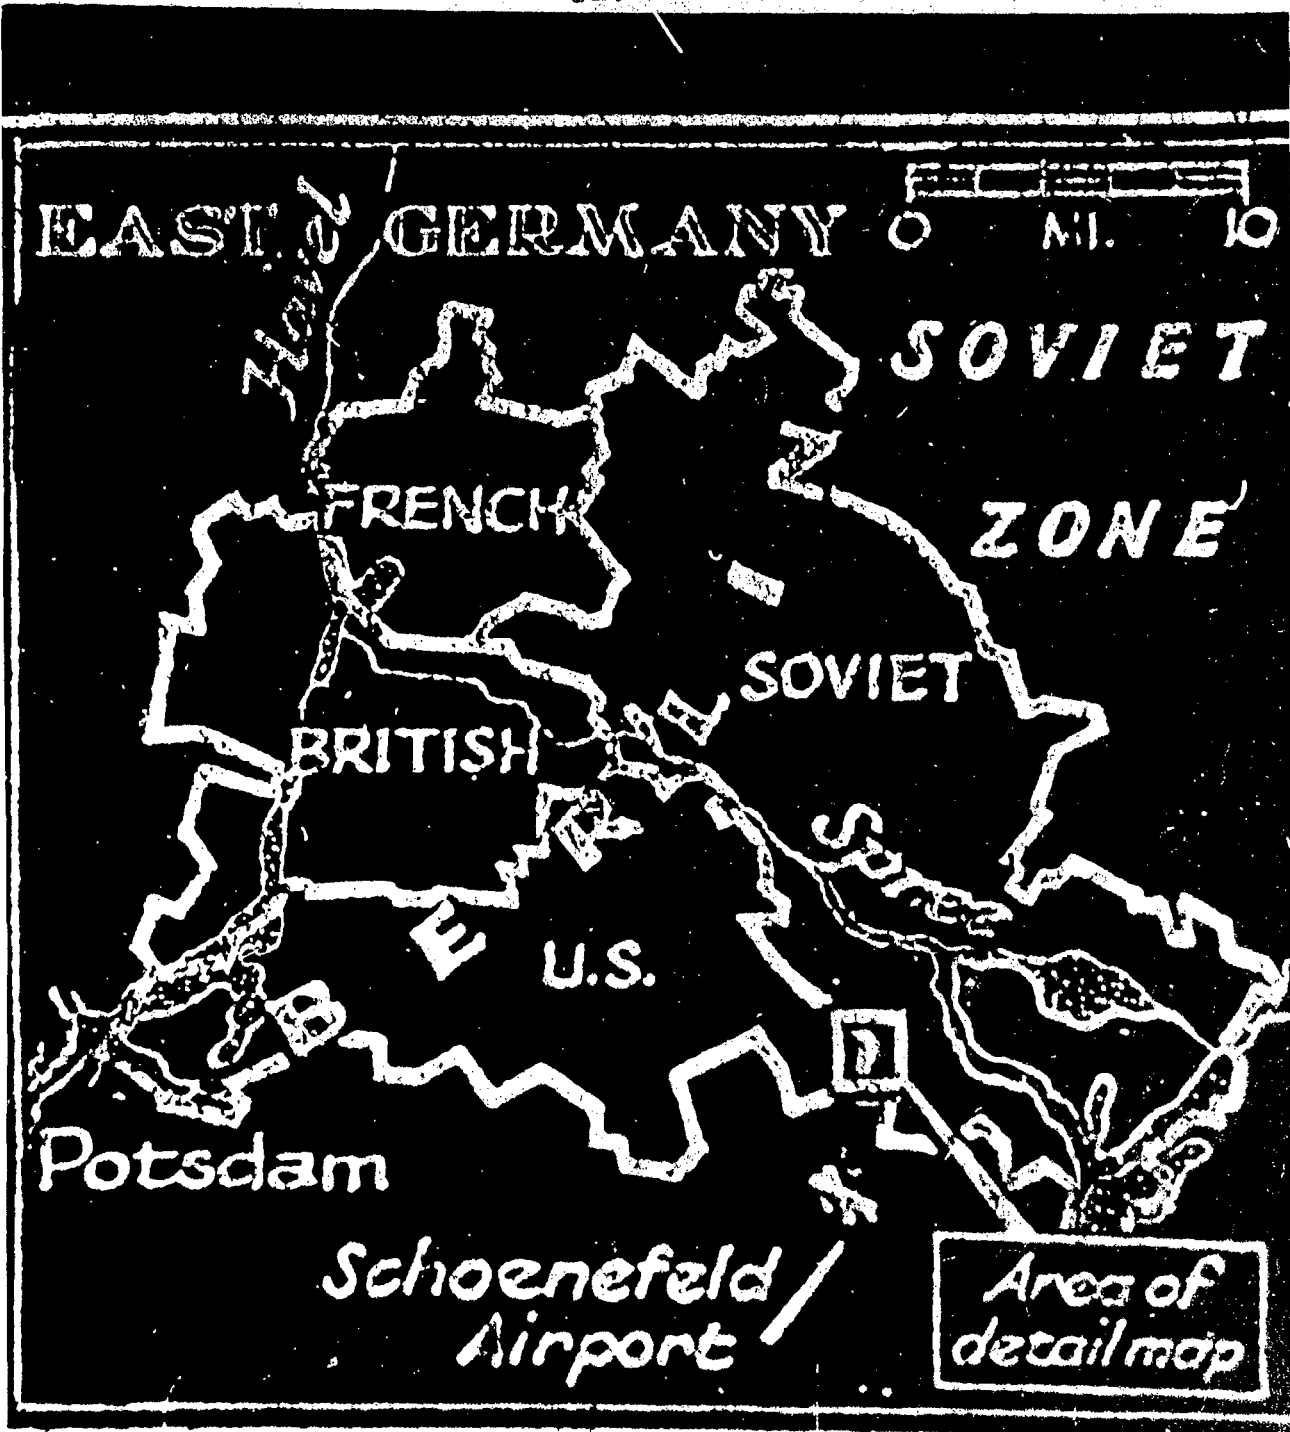 EAST GERMANY
0 MI. 10
Havel
SOVIET
ZONE
FRENCH
SOVIET
BRITISH
Spree
U.S.
BERLIN
Potsdam
Schoenefeld
Airport
Area of
detail map